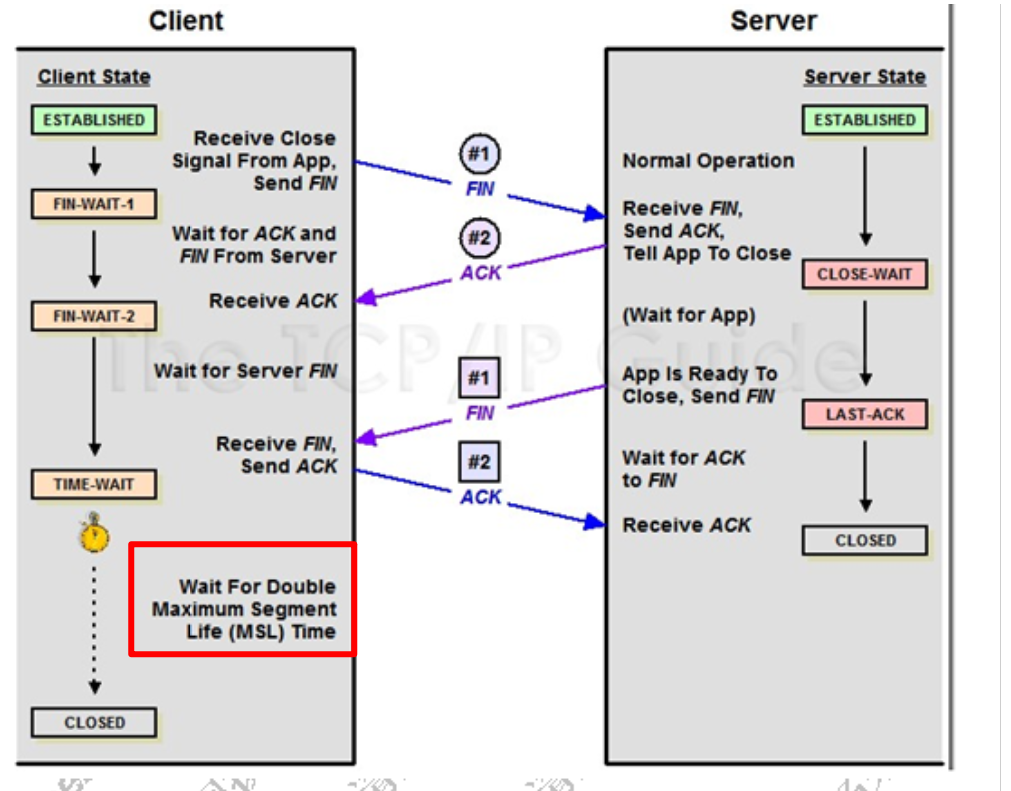 Client
Server
Client State
Server State
ESTABLISHED
ESTABLISHED
Receive Close
Signal From App,
Send FIN
#1
FIN
Normal Operation
FIN-WAIT-1
Receive FIN,
Send ACK,
Tell App To Close
Wait for ACK and
FIN From Server
#2
ACK
CLOSE-WAIT
Receive ACK
FIN-WAIT-2
(Wait for App)
The TCP/IP Guide
Wait for Server FIN
#1
FIN
App Is Ready To
Close, Send FIN
LAST-ACK
Receive FIN,
Send ACK
#2
ACK
Wait for ACK
to FIN
TIME-WAIT
Receive ACK
CLOSED
Wait For Double
Maximum Segment
Life (MSL) Time
CLOSED